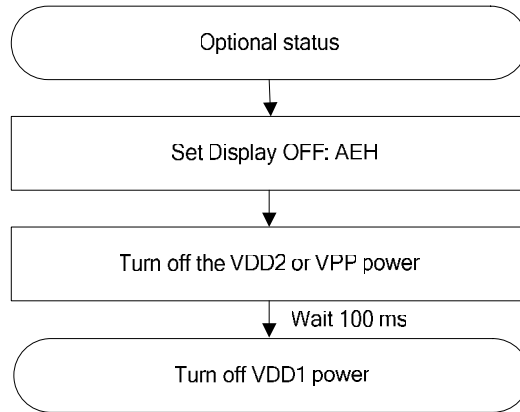 Optional status
Set Display OFF: AEH
Turn off the VDD2 or VPP power
Wait 100 ms
Turn off VDD1 power